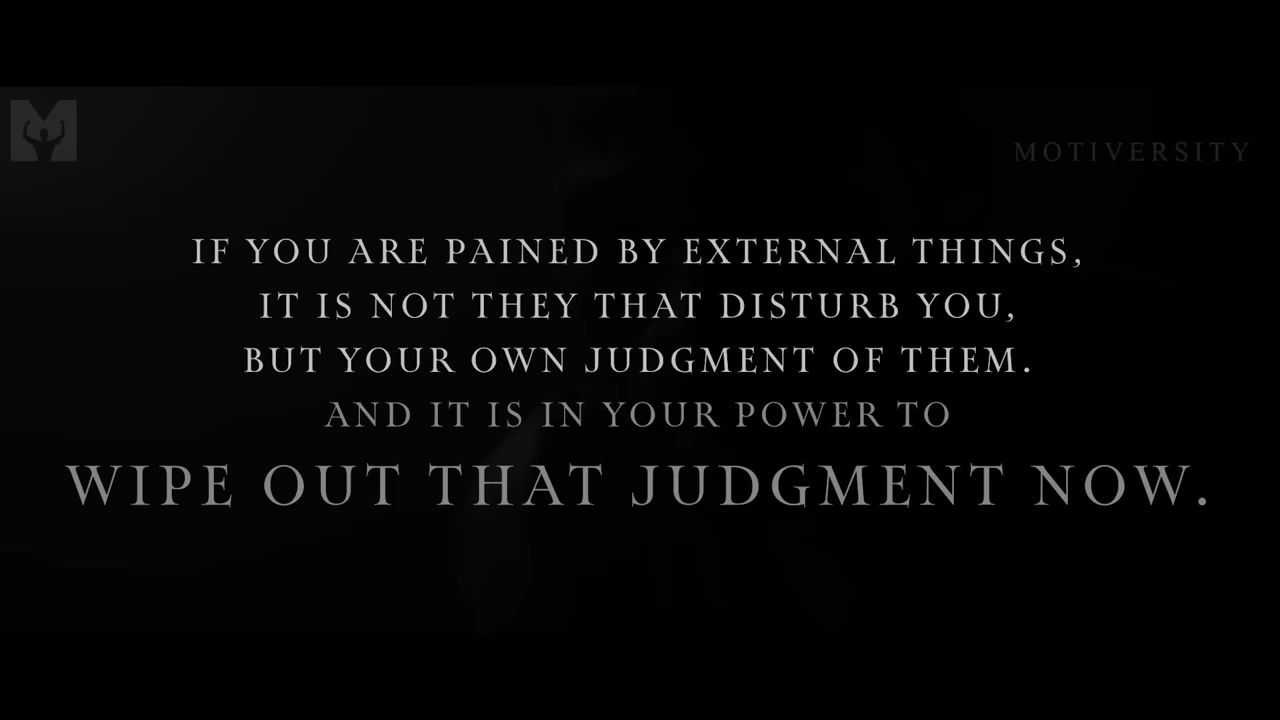 MOTIVERSITY
IF YOU ARE PAINED BY EXTERNAL THINGS,
IT IS NOT THEY THAT DISTURB YOU,
BUT YOUR OWN JUDGMENT OF THEM.
AND IT IS IN YOUR POWER TO
WIPE OUT THAT JUDGMENT NOW.